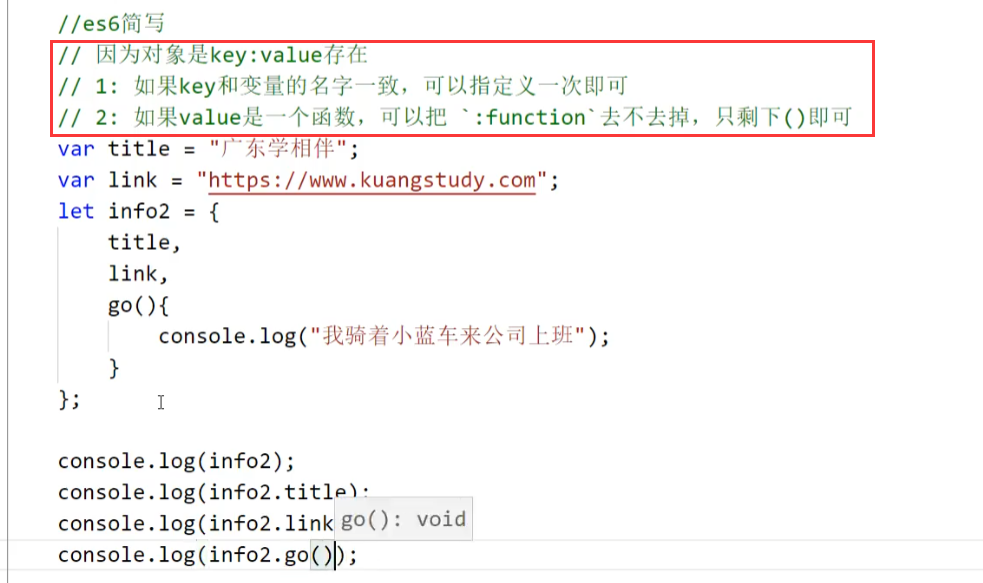 //es6简写
// 因为对象是key:value存在
// 1: 如果key和变量的名字一致，可以指定义一次即可
// 2: 如果value是一个函数，可以把 `:function`去不去掉，只剩下()即可
var title = "广东学相伴";
var link = "https://www.kuangstudy.com";
let info2 = {
    title,
    link,
    go(){
        console.log("我骑着小蓝车来公司上班");
    }
};
console.log(info2);
console.log(info2.title);
console.log(info2.link
go(): void
console.log(info2.go());